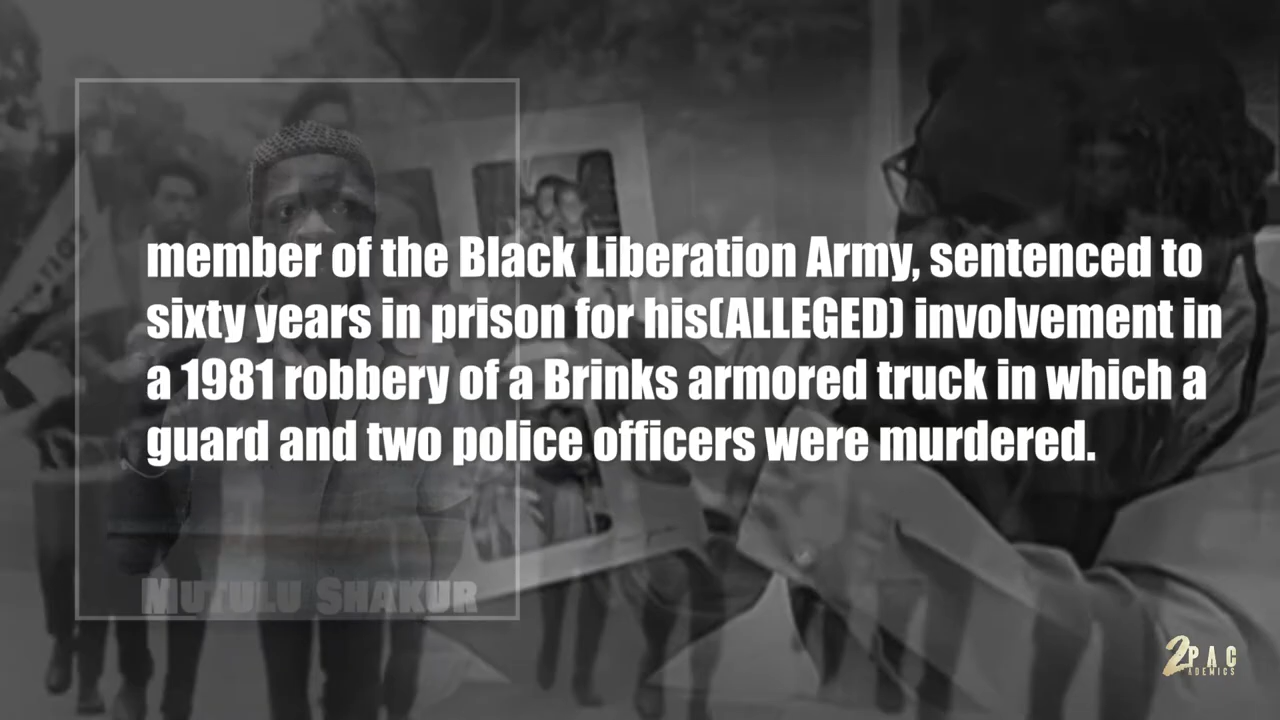 member of the Black Liberation Army, sentenced to
sixty years in prison for his(ALLEGED) involvement in
a 1981 robbery of a Brinks armored truck in which a
guard and two police officers were murdered.
MUTULU SHAKUR
2PAC
ADEMICS